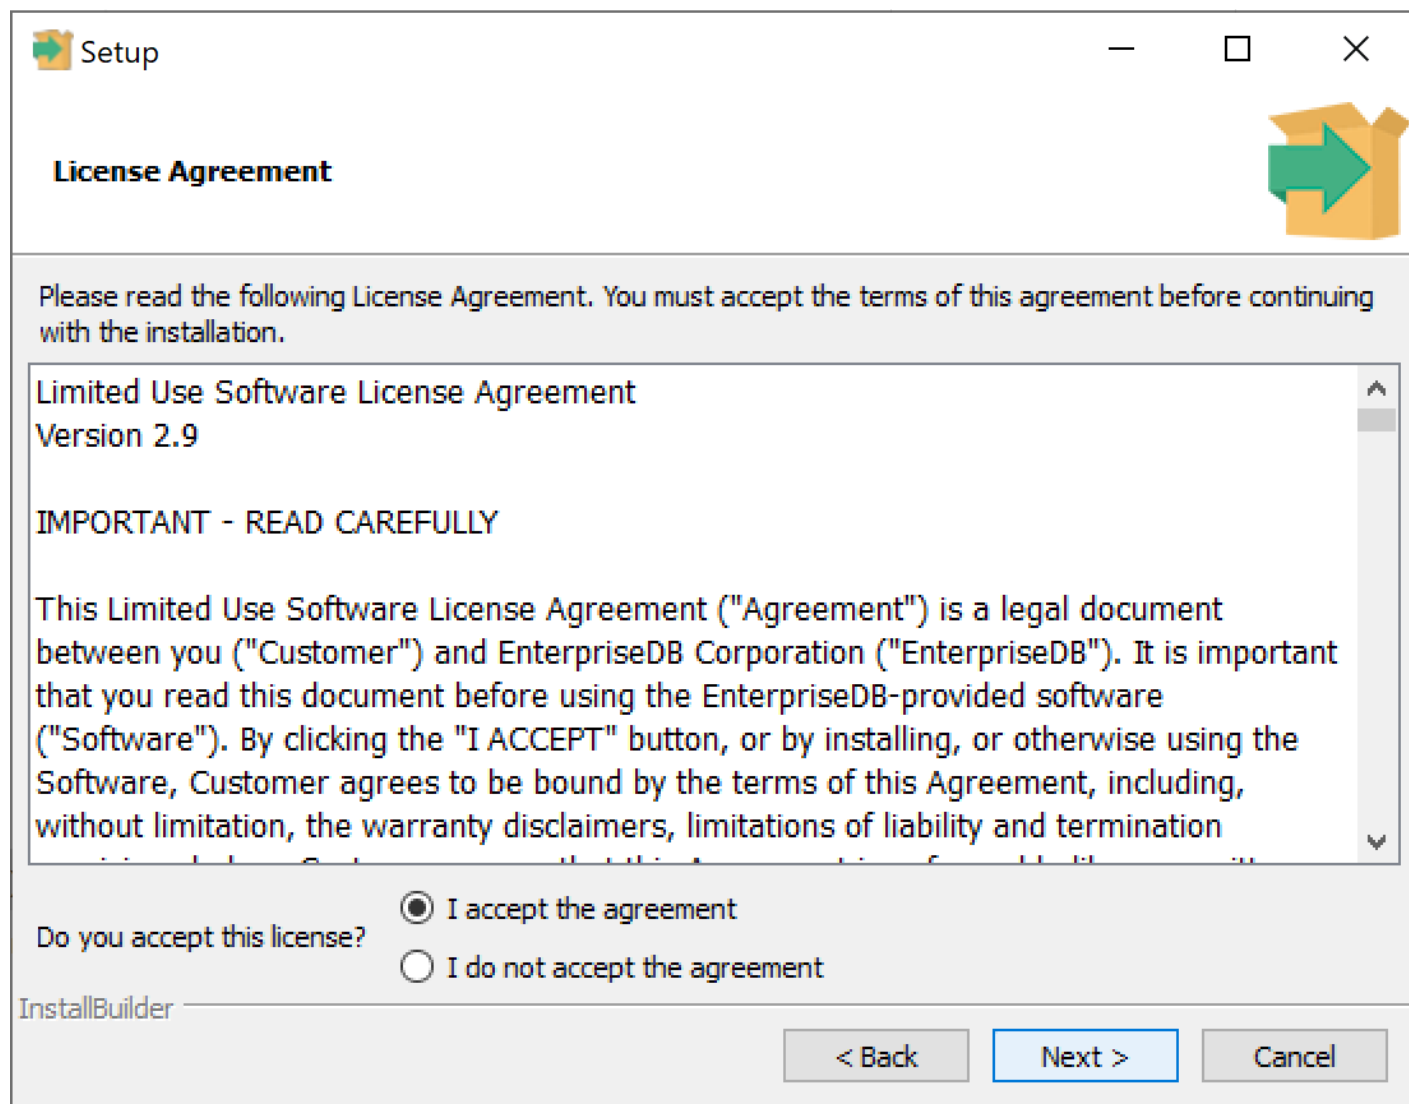 Setup
License Agreement
Please read the following License Agreement. You must accept the terms of this agreement before continuing
with the installation.
Limited Use Software License Agreement
Version 2.9
IMPORTANT - READ CAREFULLY
This Limited Use Software License Agreement ("Agreement") is a legal document
between you ("Customer") and EnterpriseDB Corporation ("EnterpriseDB"). It is important
that you read this document before using the EnterpriseDB-provided software
("Software"). By clicking the "I ACCEPT" button, or by installing, or otherwise using the
Software, Customer agrees to be bound by the terms of this Agreement, including,
without limitation, the warranty disclaimers, limitations of liability and termination
Do you accept this license?
I accept the agreement
I do not accept the agreement
InstallBuilder
< Back
Next >
Cancel